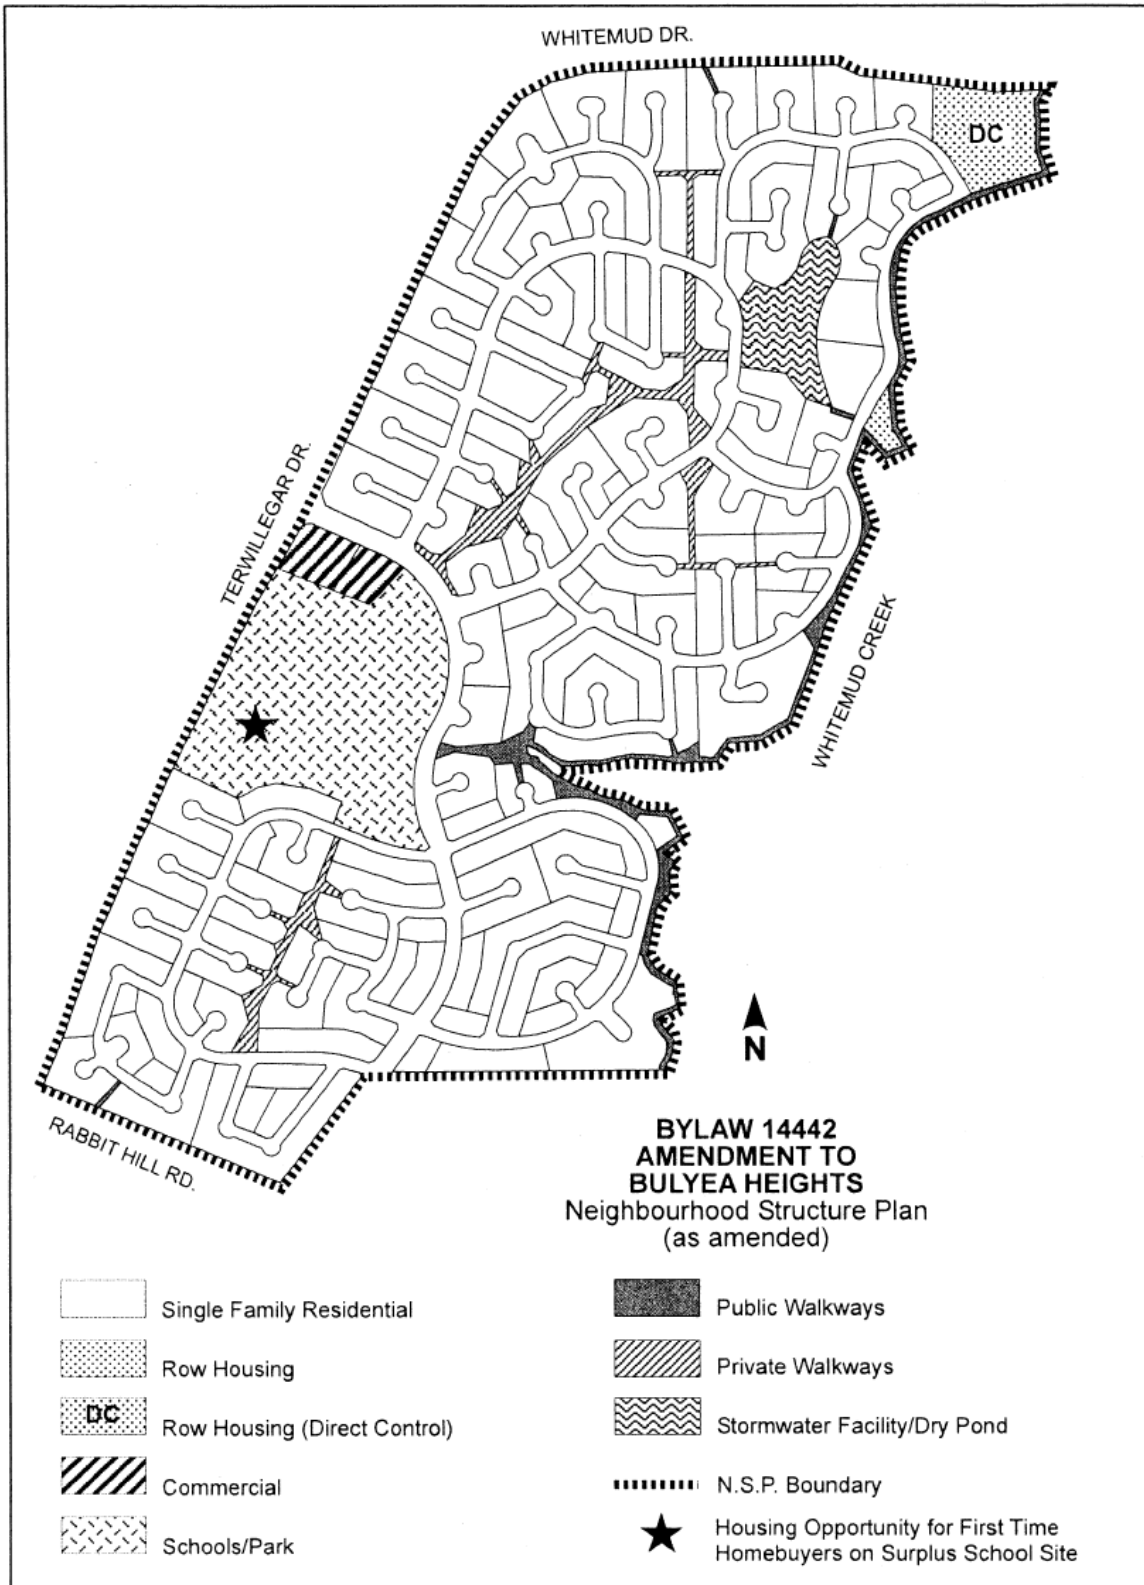 WHITEMUD DR.
DC
TERWILLEGAR DR.
WHITEMUD CREEK
N
RABBIT HILL RD.
BYLAW 14442
AMENDMENT TO
BULYEA HEIGHTS
Neighbourhood Structure Plan
(as amended)
Single Family Residential
Row Housing
DC
Row Housing (Direct Control)
Commercial
Schools/Park
Public Walkways
Private Walkways
Stormwater Facility/Dry Pond
N.S.P. Boundary
Housing Opportunity for First Time
Homebuyers on Surplus School Site